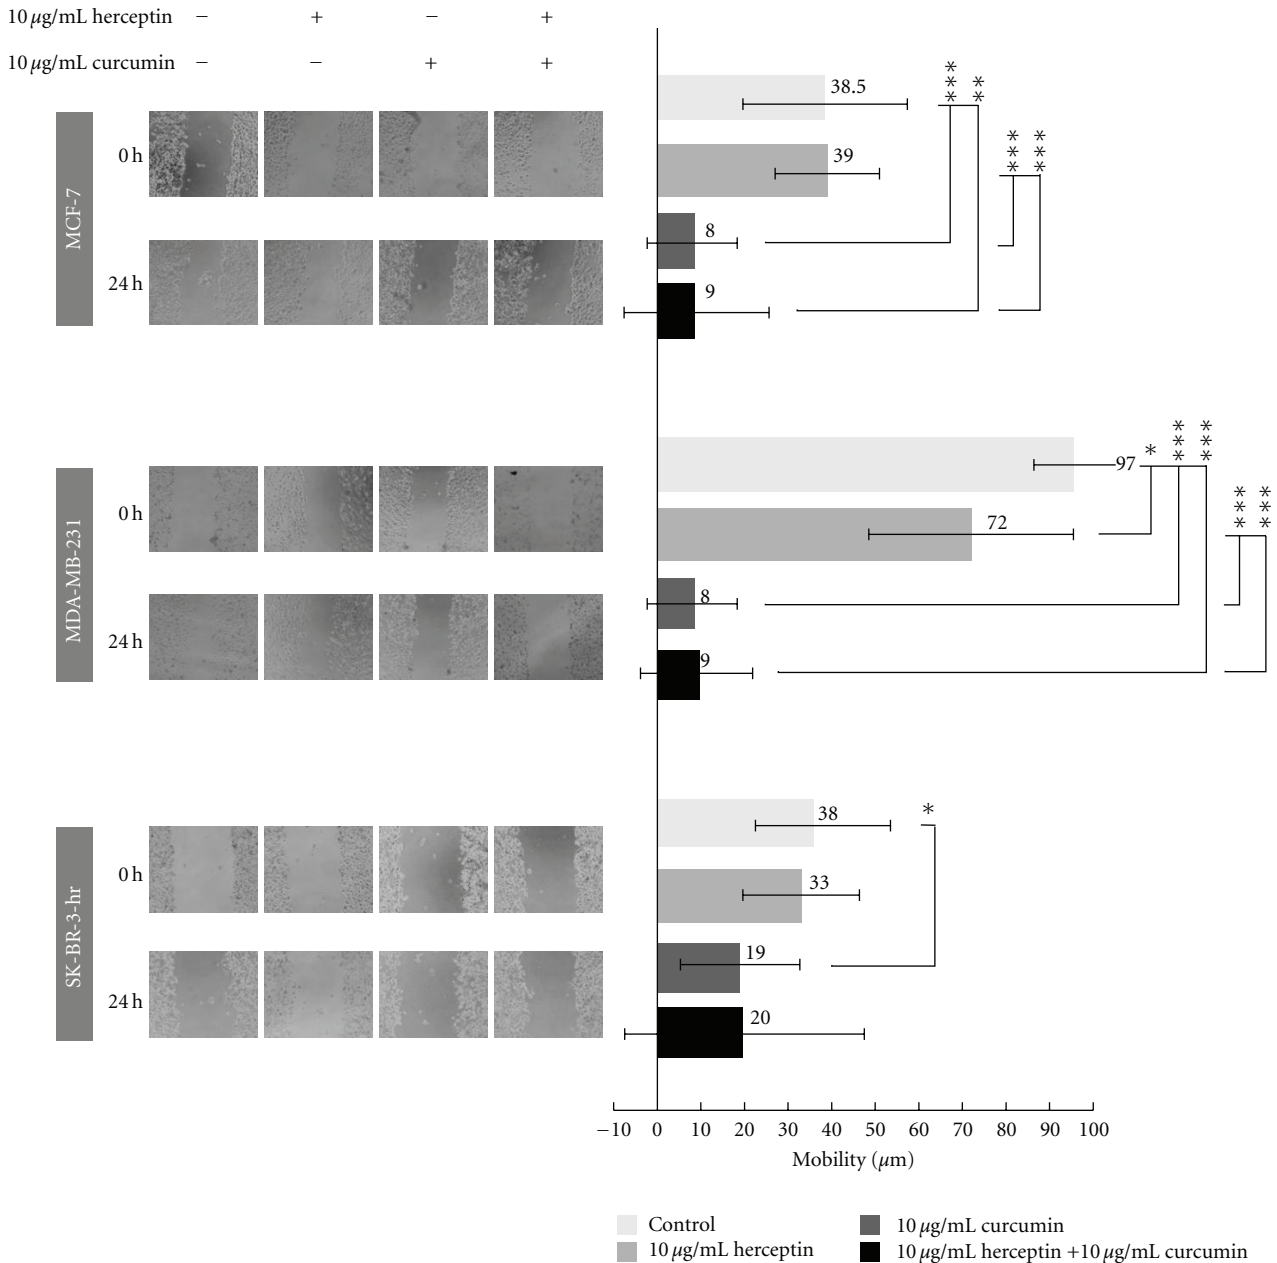 10 μg/mL herceptin − + − +
10 μg/mL curcumin − − + +
MCF-7
0 h
24 h
38.5
39
8
9
***
**
***
***
MDA-MB-231
0 h
24 h
97
72
8
9
*
***
***
***
***
SK-BR-3-hr
0 h
24 h
38
33
19
20
*
−10 0 10 20 30 40 50 60 70 80 90 100
Mobility (μm)
Control
10 μg/mL herceptin
10 μg/mL curcumin
10 μg/mL herceptin +10 μg/mL curcumin